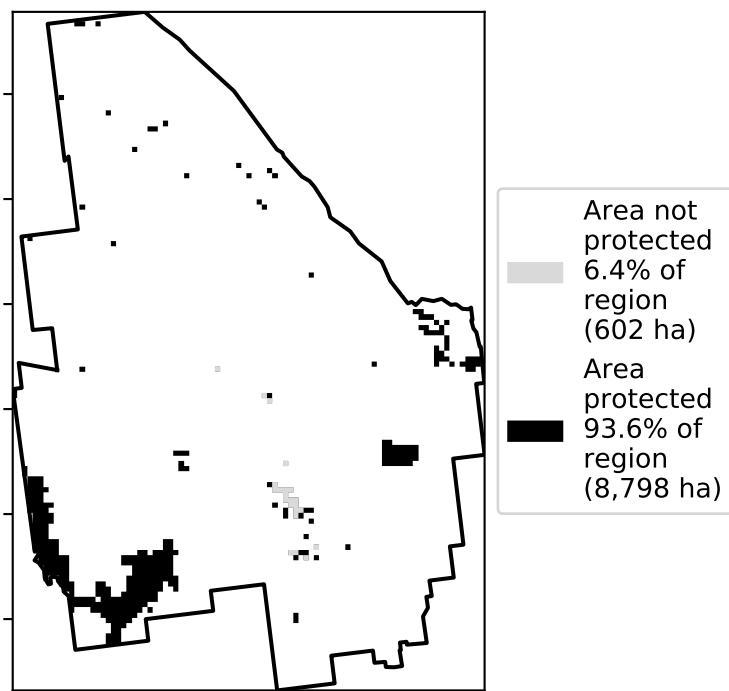 Area not
protected
6.4% of
region
(602 ha)
Area
protected
93.6% of
region
(8,798 ha)